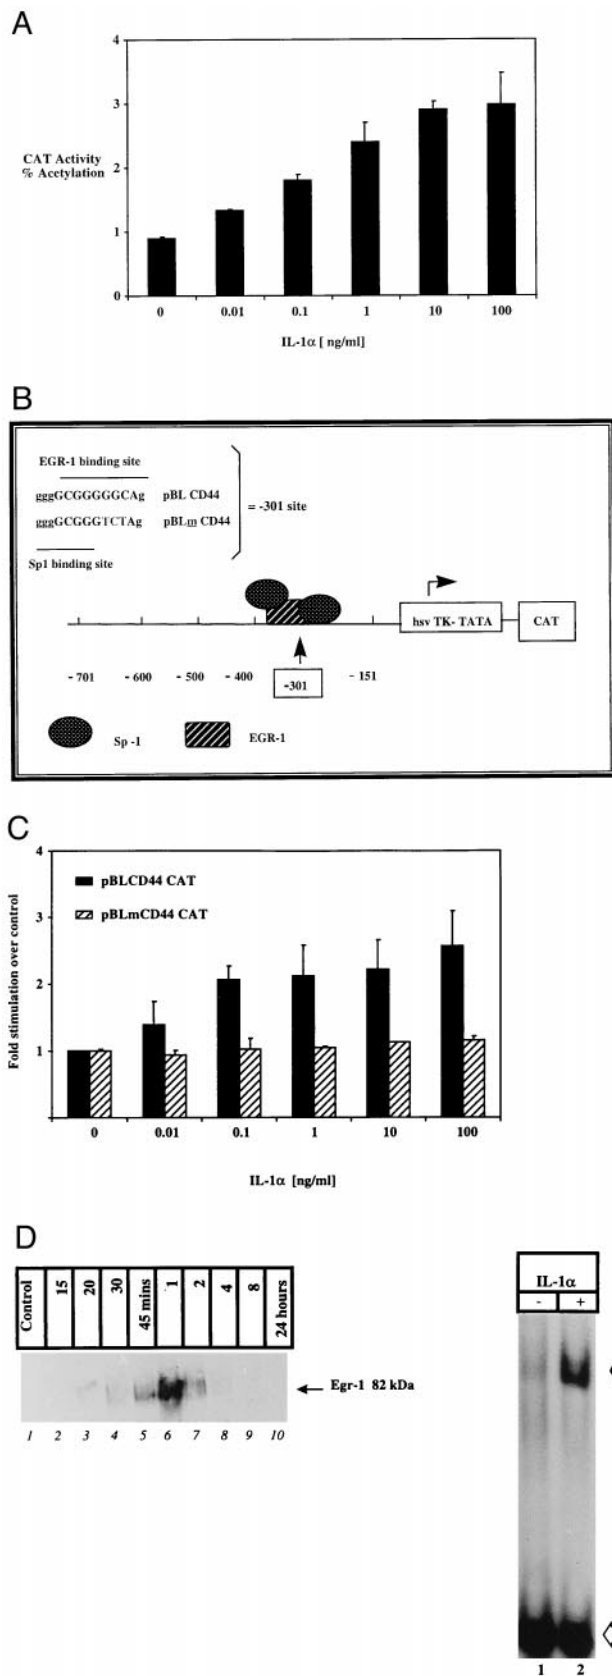 A
4
3
CAT Activity
% Acetylation
2
1
0
0 0.01 0.1 1 10 100
IL-1α [ ng/ml]
B
EGR-1 binding site
gggGCGGGGGCAg pBL CD44
gggGCGGGTCTAg pBLm CD44
= -301 site
Sp1 binding site
hsv TK- TATA CAT
- 701 - 600 - 500 - 400 -301 - 151
Sp -1 EGR-1
C
4
pBLCD44 CAT
3
pBLmCD44 CAT
Fold stimulation over control
2
1
0 0.01 0.1 1 10 100
IL-1α [ng/ml]
D
Control 15 20 30 45 mins 1 2 4 8 24 hours
Egr-1 82 kDa
1 2 3 4 5 6 7 8 9 10
IL-1α
- +
1 2